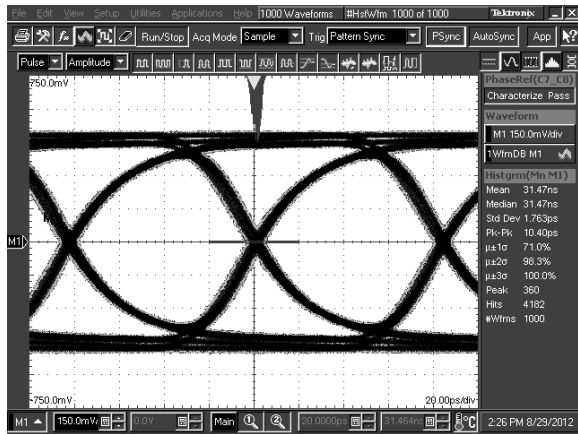 File Edit View Setup Utilities Applications Help 1000 Waveforms #HstWfm 1000 of 1000 Tektronix
Run/Stop Acq Mode Sample Trig Pattern Sync PSync AutoSync App
Pulse Amplitude
750.0mV
PhaseRef(C7_C8)
Characterize Pass
Waveform
M1 150.0mV/div
1 WfmDB M1
Histgrm(Mn M1)
Mean 31.47ns
Median 31.47ns
Std Dev 1.763ps
Pk-Pk 10.40ps
µ±1σ 71.0%
µ±2σ 98.3%
µ±3σ 100.0%
Peak 360
Hits 4182
#Wfms 1000
M1
-750.0mV
20.00ps/div
M1 150.0mV/ 0.0V Main 20.0000ps 31.464ns °C 2:26 PM 8/29/2012